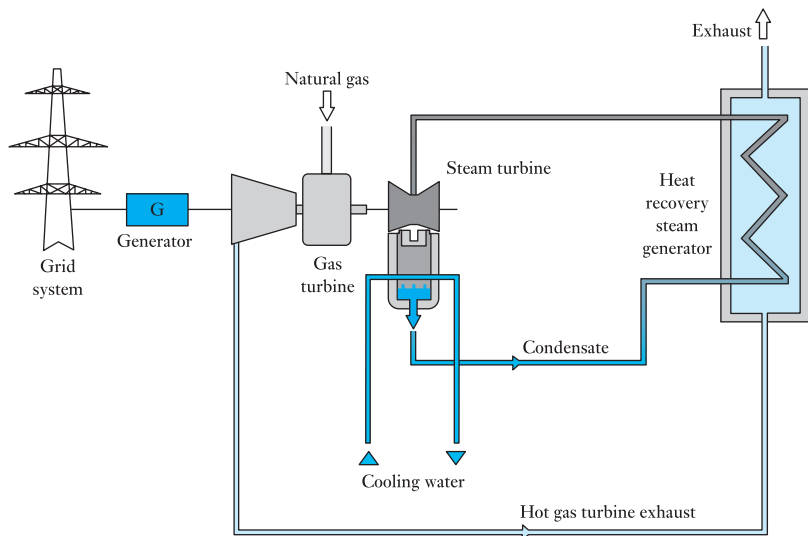 Exhaust
Natural gas
Steam turbine
Heat
recovery
steam
generator
G
Generator
Grid
system
Gas
turbine
Condensate
Cooling water
Hot gas turbine exhaust